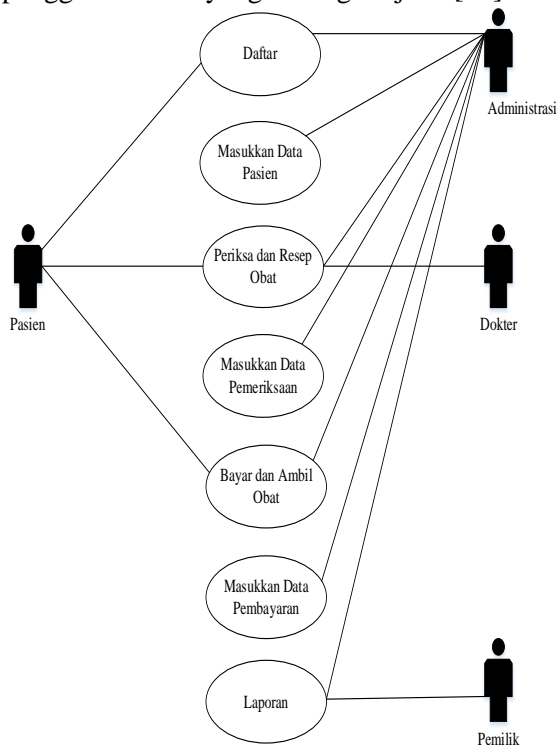 Daftar
Administrasi
Masukkan Data
Pasien
Periksa dan Resep
Obat
Pasien
Dokter
Masukkan Data
Pemeriksaan
Bayar dan Ambil
Obat
Masukkan Data
Pembayaran
Laporan
Pemilik